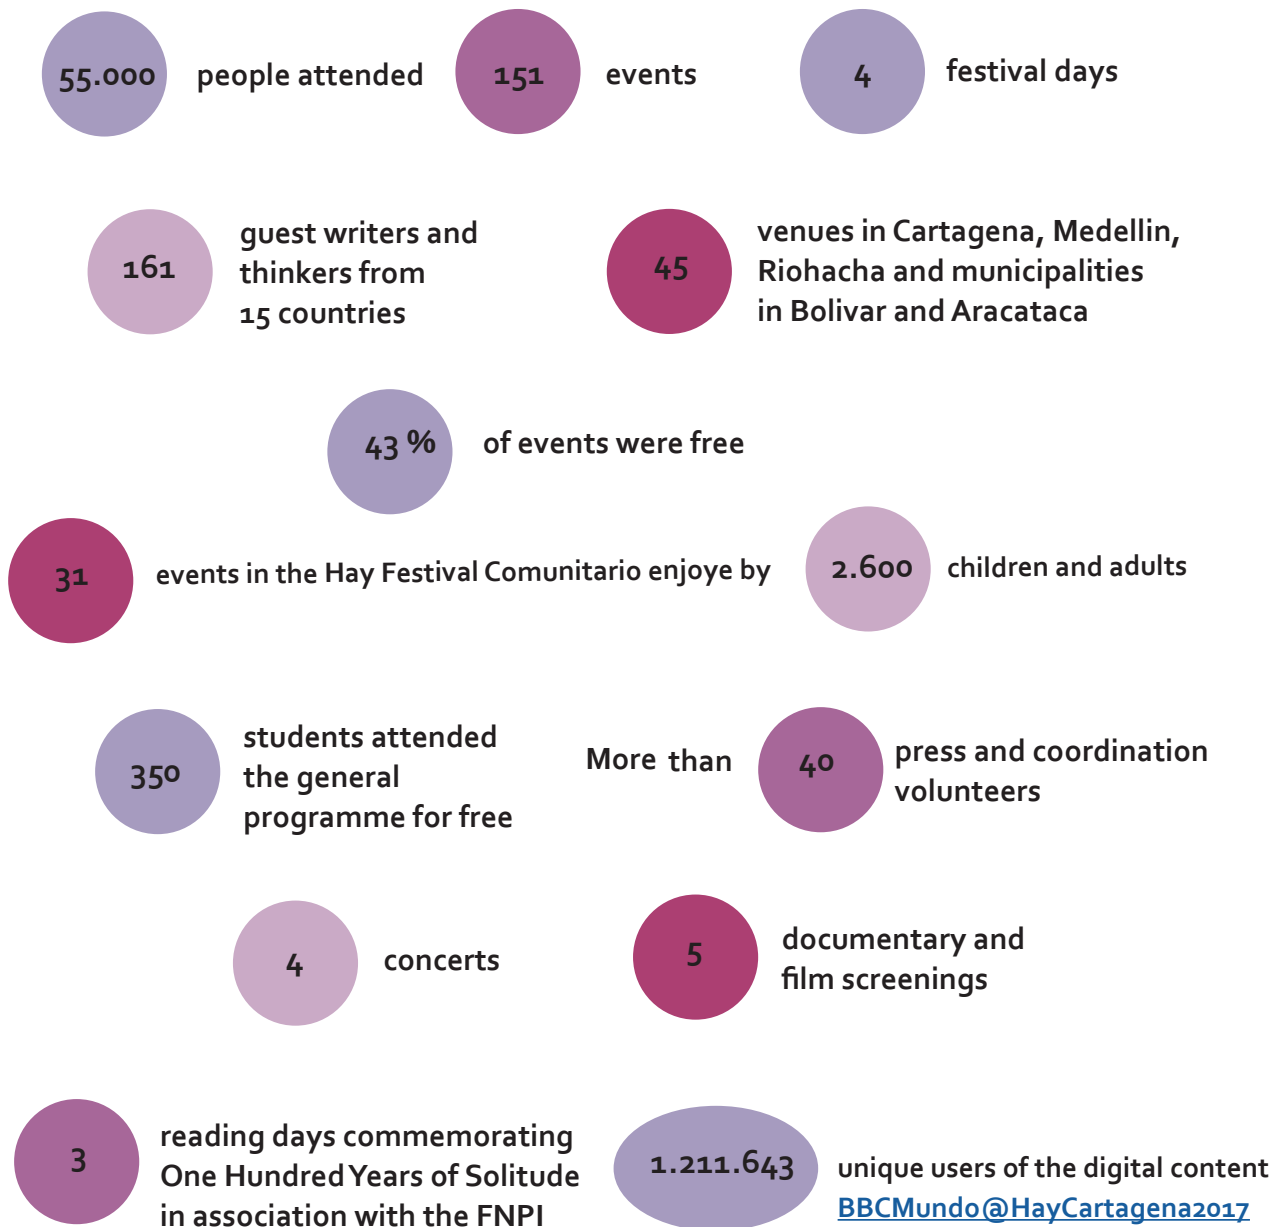 55.000 people attended
151 events
4 festival days
161 guest writers and
thinkers from
15 countries
45 venues in Cartagena, Medellin,
Riohacha and municipalities
in Bolivar and Aracataca
43 % of events were free
31 events in the Hay Festival Comunitario enjoye by 2.600 children and adults
350 students attended
the general
programme for free
More than 40 press and coordination
volunteers
4 concerts
5 documentary and
film screenings
3 reading days commemorating
One Hundred Years of Solitude
in association with the FNPI
1.211.643 unique users of the digital content
BBCMundo@HayCartagena2017